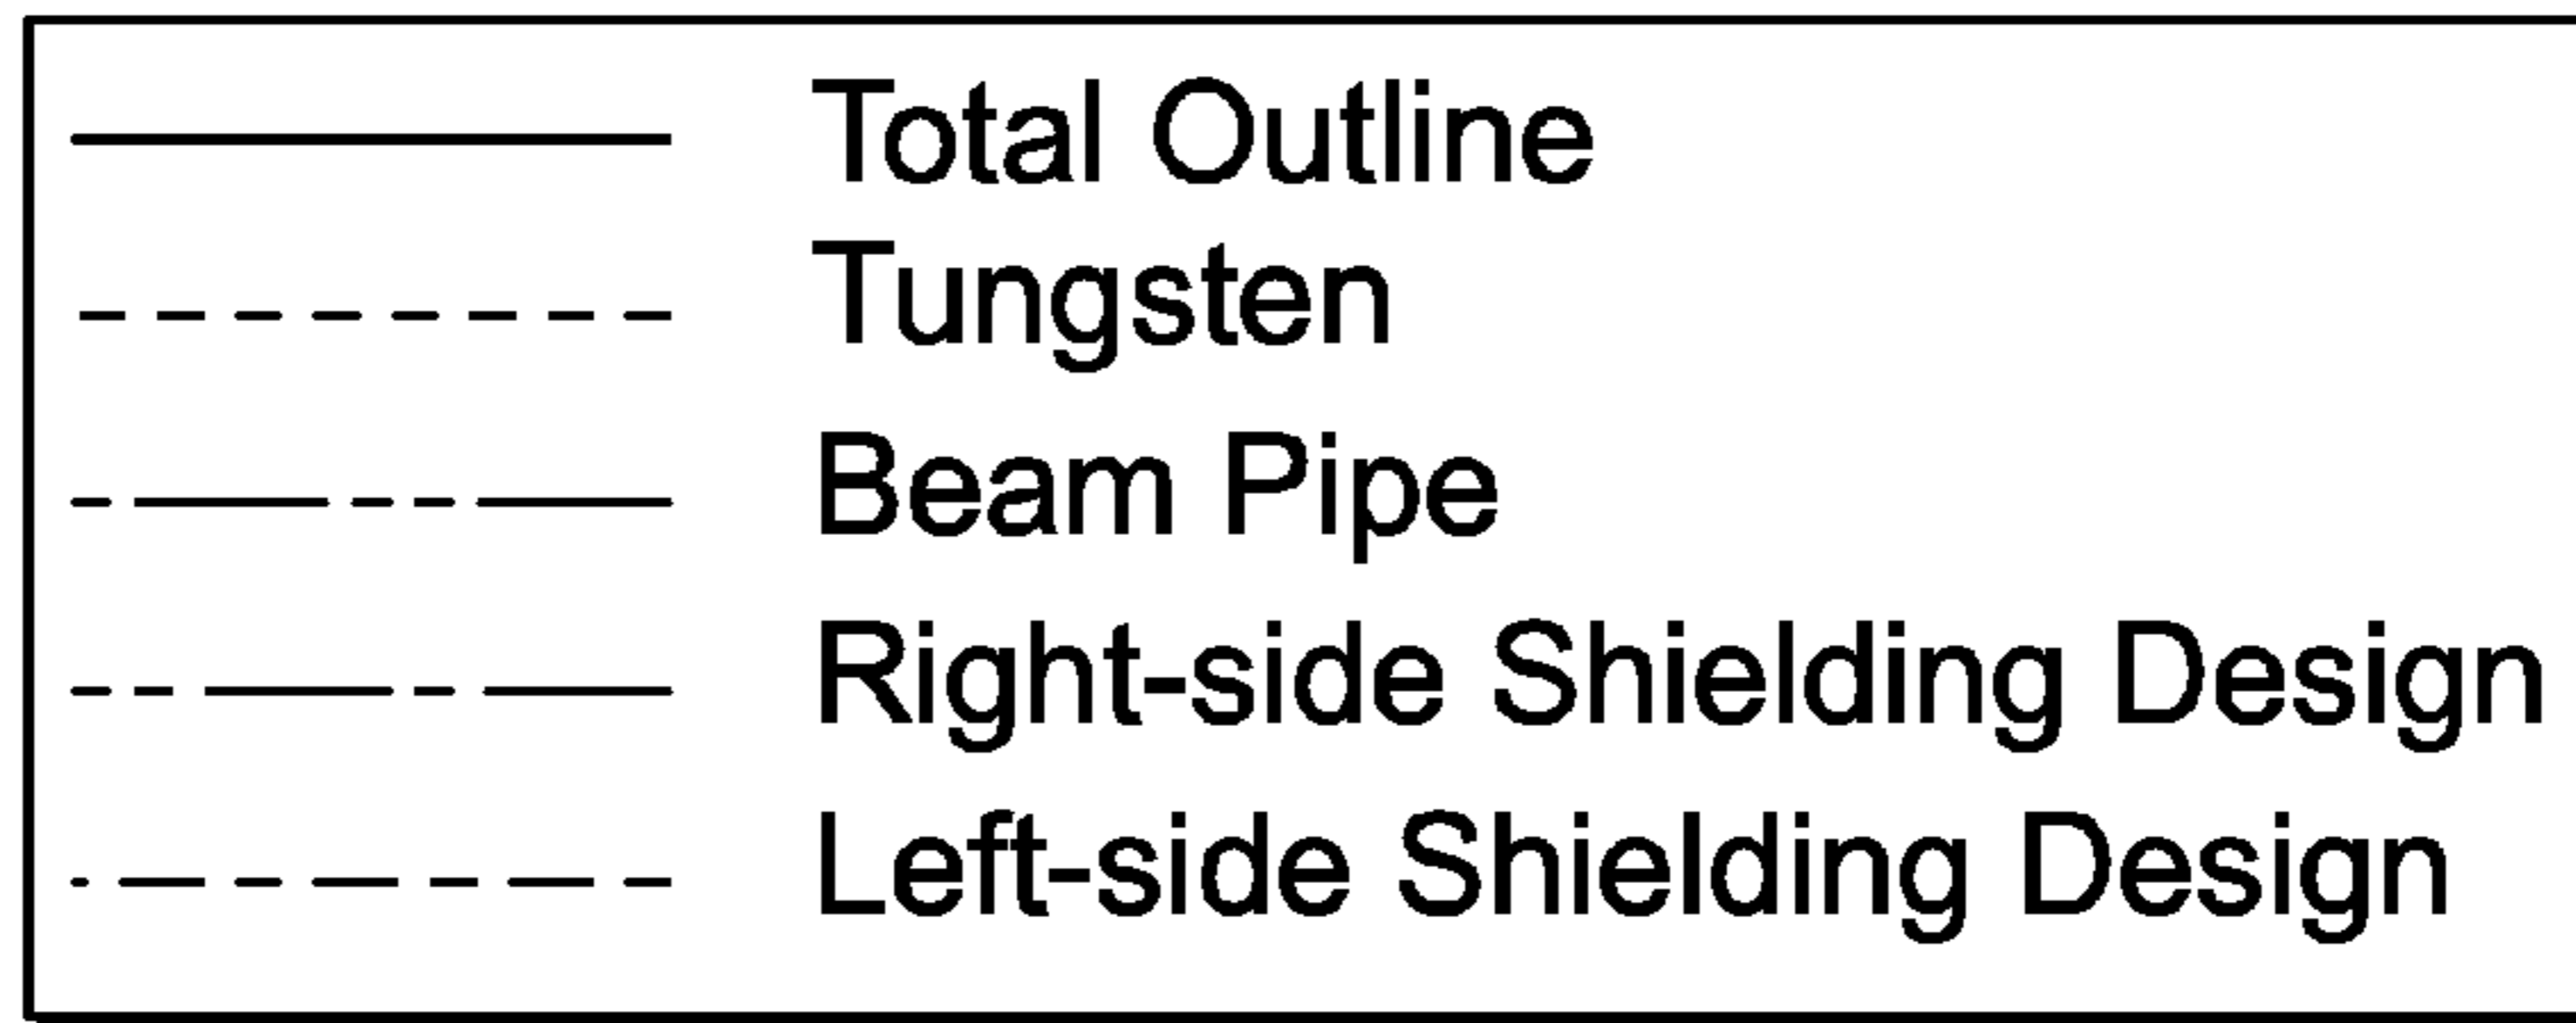 Total Outline
Tungsten
Beam Pipe
Right-side Shielding Design
Left-side Shielding Design